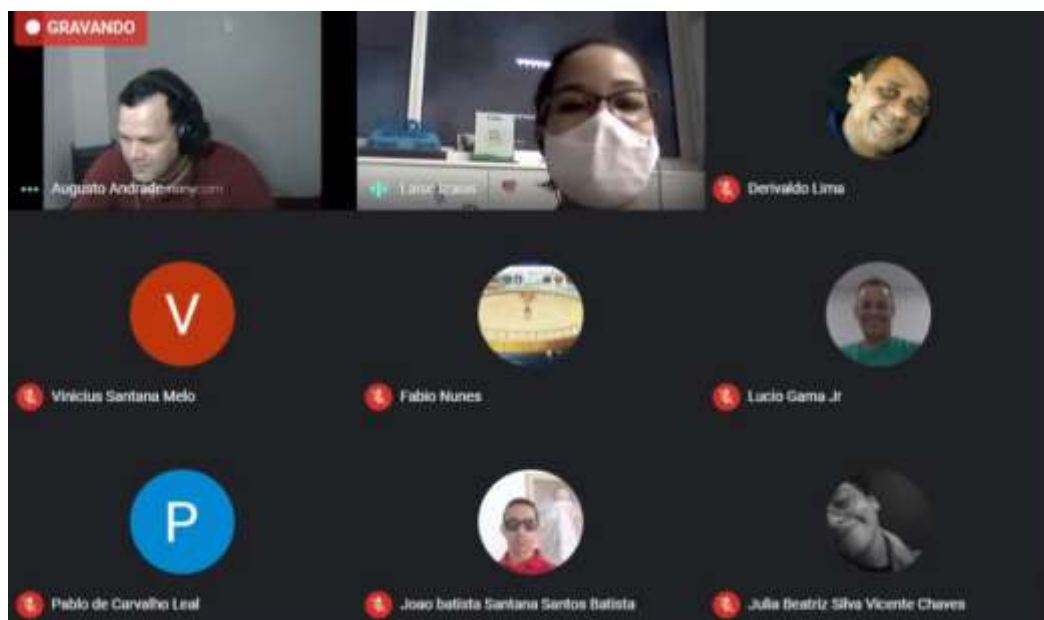 GRAVANDO
Augusto Andrade
Derivaldo Lima
V
Vinicius Santana Melo
Fabio Nunes
Lucio Gama Jr
P
Pablo de Carvalho Leal
Joao batista Santana Santos Batista
Julia Beatriz Silva Vicente Chaves